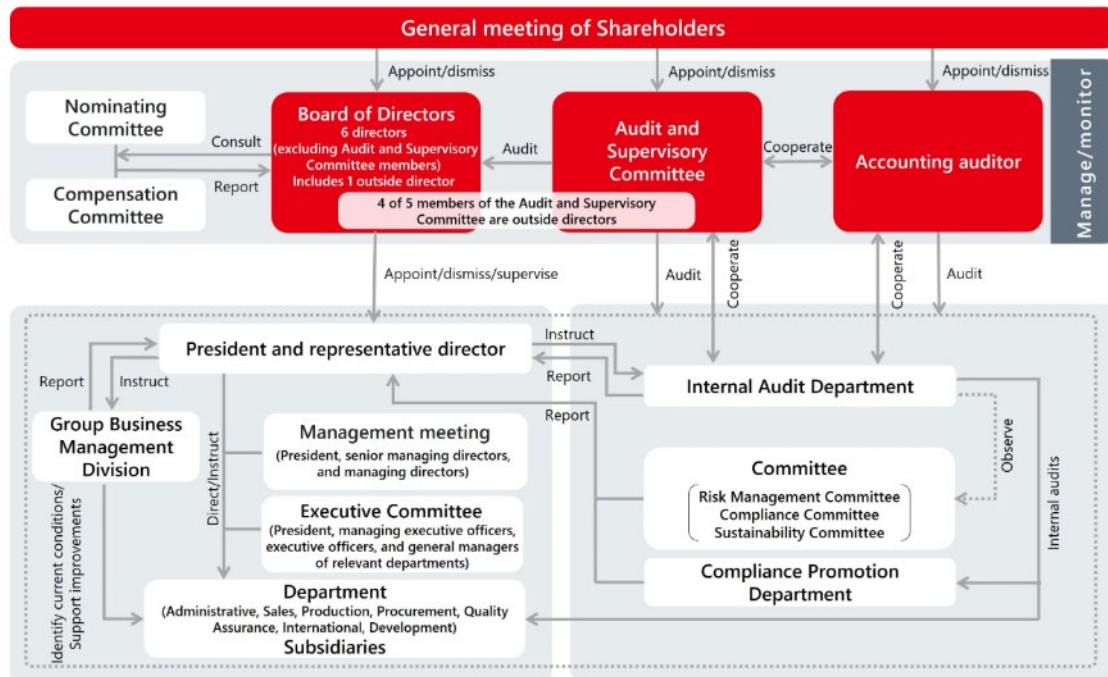 General meeting of Shareholders
Appoint/dismiss
Appoint/dismiss
Appoint/dismiss
Nominating
Committee
Compensation
Committee
Consult
Report
Board of Directors
6 directors
(excluding Audit and Supervisory
Committee members)
Includes 1 outside director
Audit
Audit and
Supervisory
Committee
4 of 5 members of the Audit and Supervisory
Committee are outside directors
Cooperate
Accounting auditor
Manage/monitor
Appoint/dismiss/supervise
Audit
Cooperate
Cooperate
Audit
President and representative director
Instruct
Report
Report
Internal Audit Department
Report
Instruct
Group Business
Management
Division
Identify current conditions/
Support improvements
Direct/Instruct
Management meeting
(President, senior managing directors,
and managing directors)
Executive Committee
(President, managing executive officers,
executive officers, and general managers
of relevant departments)
Department
(Administrative, Sales, Production, Procurement, Quality
Assurance, International, Development)
Subsidiaries
Committee
Risk Management Committee
Compliance Committee
Sustainability Committee
Observe
Internal audits
Compliance Promotion
Department